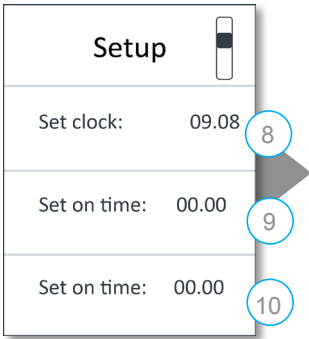 Setup
Set clock: 09.08
8
Set on time: 00.00
9
Set on time: 00.00
10